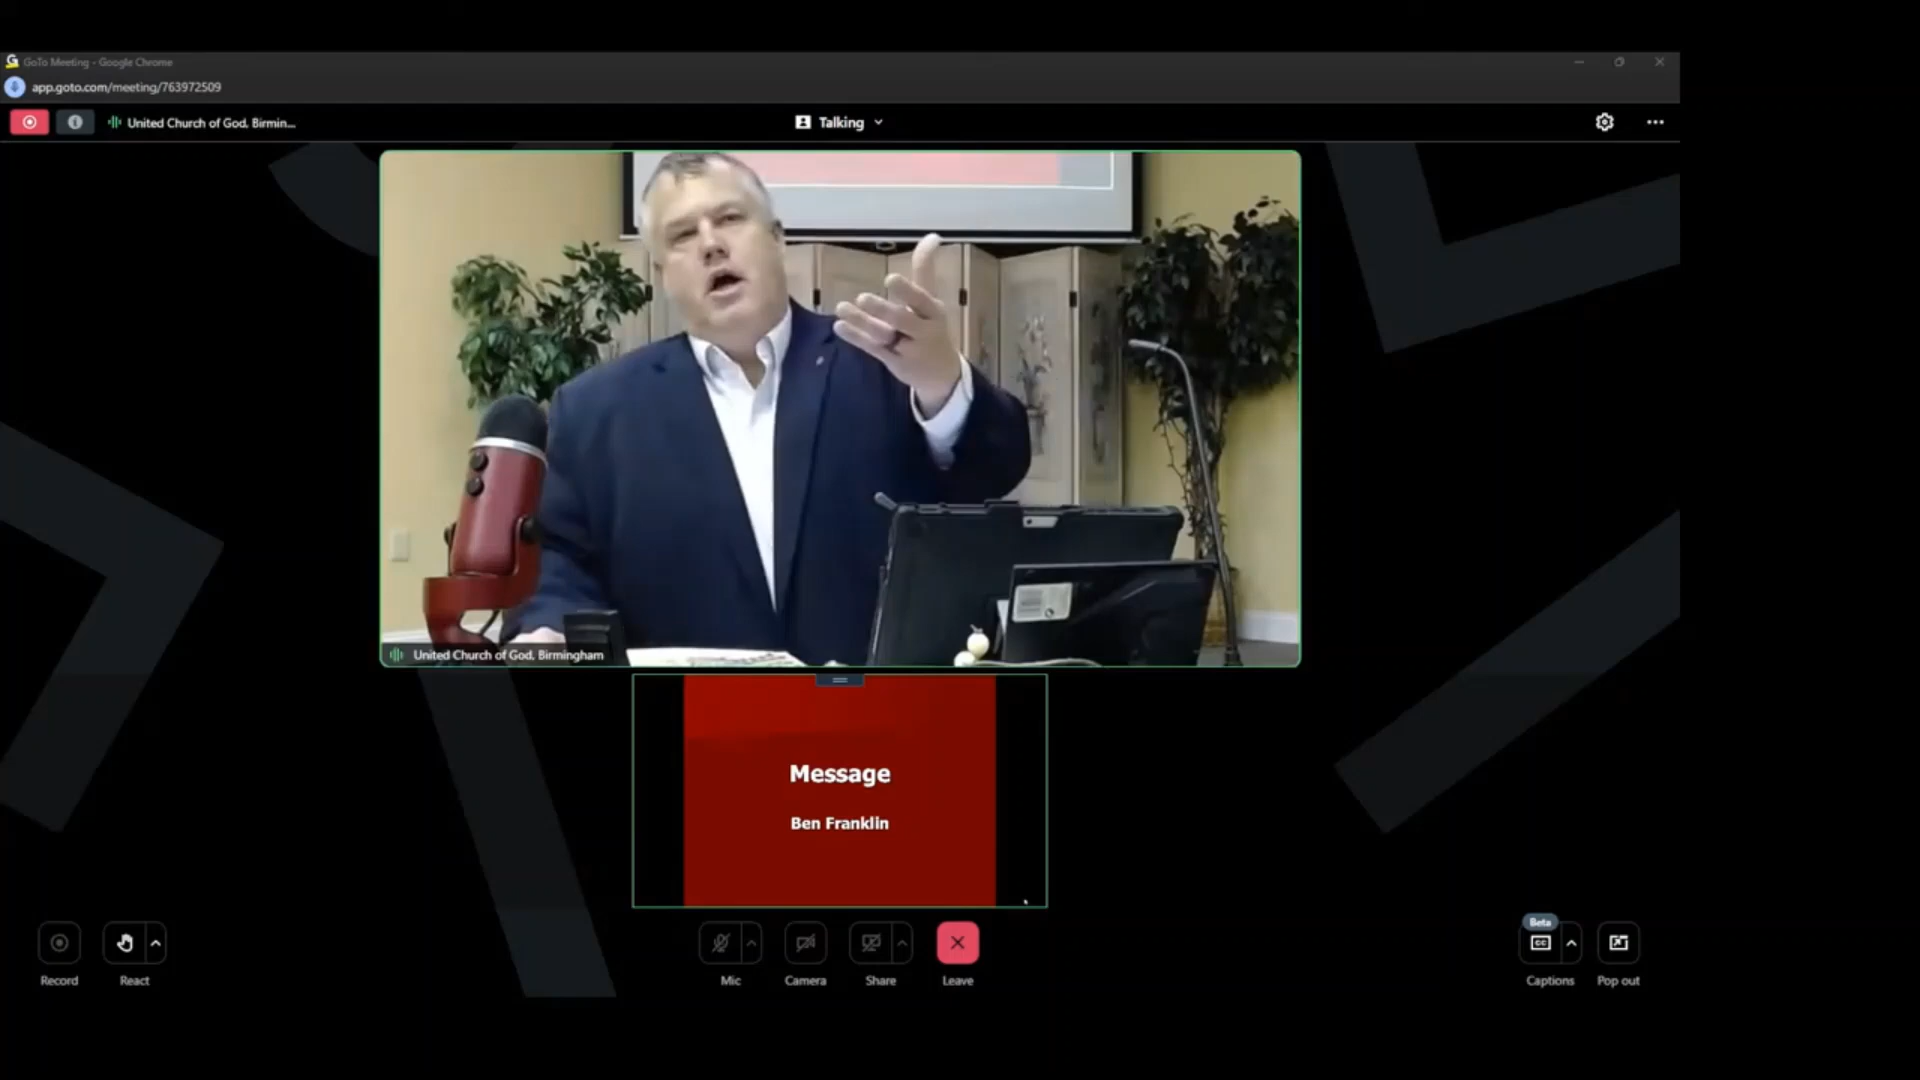 GoTo Meeting - Google Chrome
app.goto.com/meeting/763972509
United Church of God, Birmin...
Talking
United Church of God, Birmingham
Message
Ben Franklin
Record
React
Mic
Camera
Share
Leave
Beta
CC
Captions
Pop out